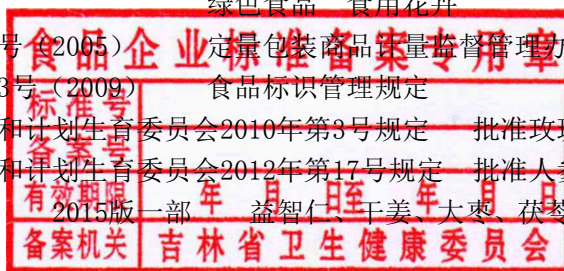 绿色食品 食用花卉
食品企业标准备案专用章
号（2005） 定量包装商品计量监督管理办
3号（2009） 食品标识管理规定
标准号
和计划生育委员会2010年第3号规定 批准玫瑰
备案号
和计划生育委员会2012年第17号规定 批准人参
有效期限 年 月 日至 年 月 日
2015版一部 益智仁、干姜、大枣、茯苓
备案机关 吉林省卫生健康委员会